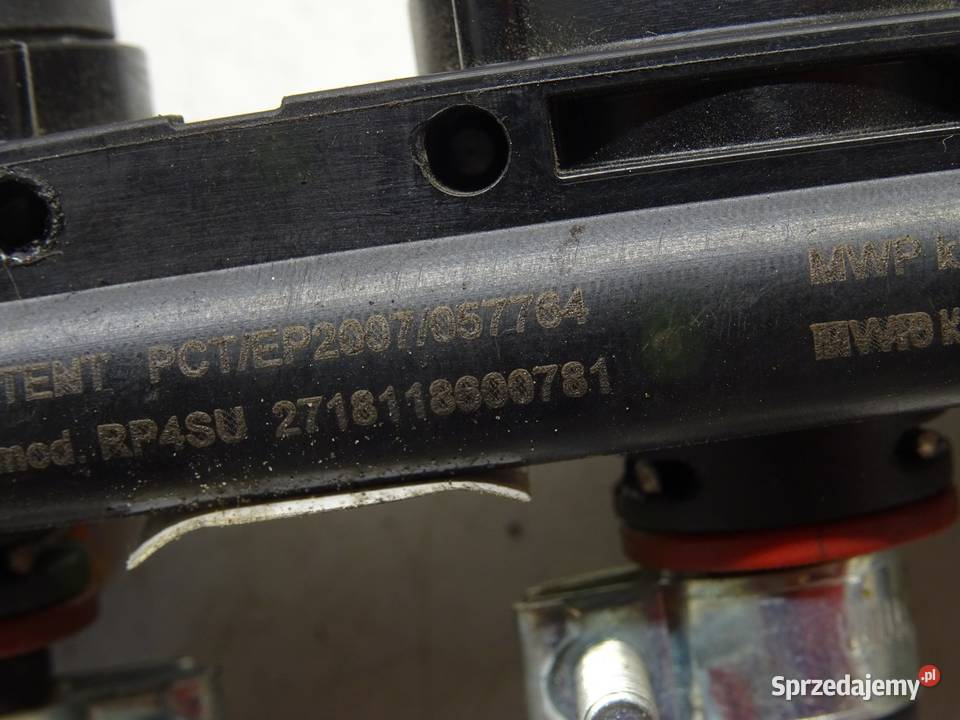 TENT PCT/EP2007/057764
mod. RP4SU 2718118600781
MWP k
Sprzedajemy.pl